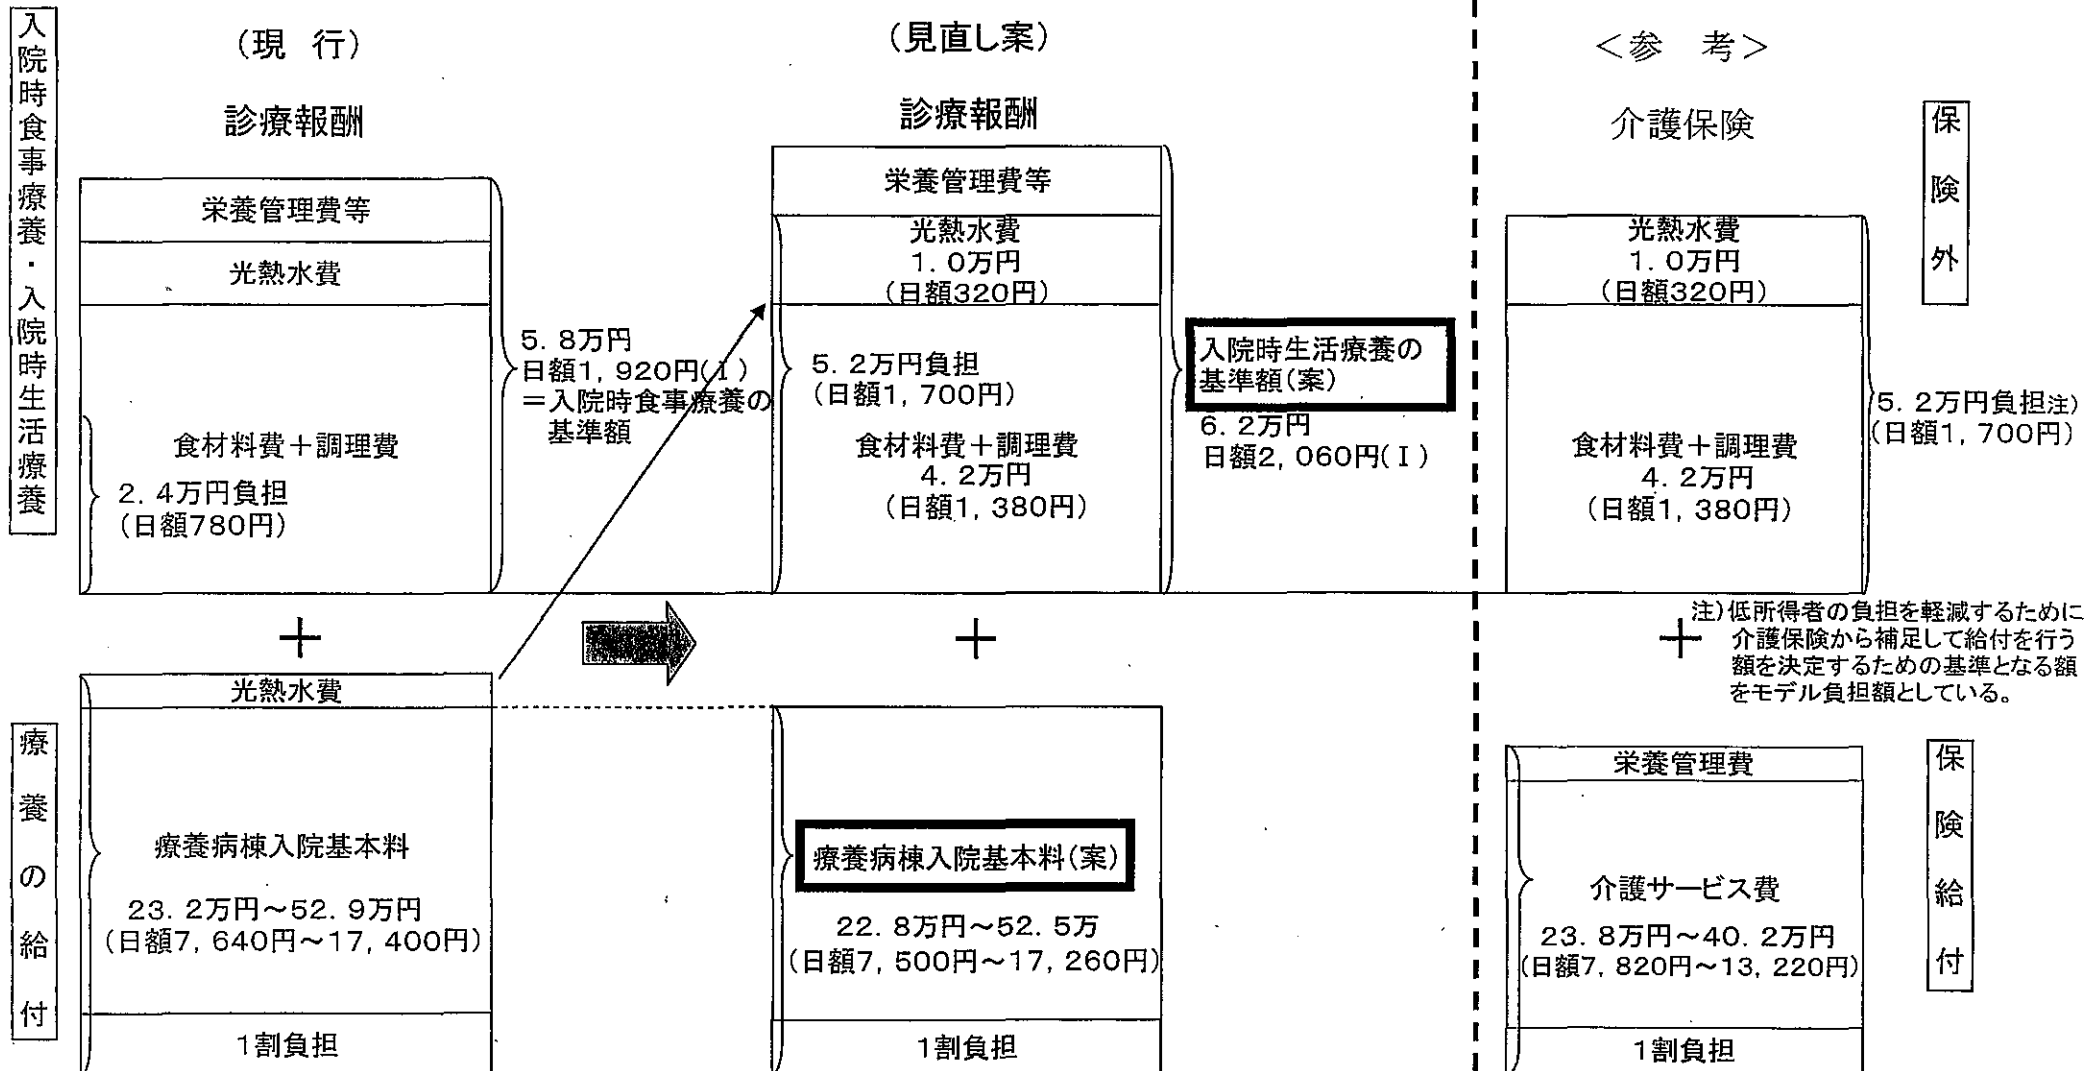 入院時食事療養・入院時生活療養
(現 行)
診療報酬
栄養管理費等
光熱水費
5.8万円
日額1,920円(Ⅰ)
=入院時食事療養の
基準額
食材料費+調理費
2.4万円負担
(日額780円)
+
療養の給付
光熱水費
療養病棟入院基本料
23.2万円~52.9万円
(日額7,640円~17,400円)
1割負担
(見直し案)
診療報酬
栄養管理費等
光熱水費
1.0万円
(日額320円)
5.2万円負担
(日額1,700円)
食材料費+調理費
4.2万円
(日額1,380円)
入院時生活療養の
基準額(案)
6.2万円
日額2,060円(Ⅰ)
+
療養病棟入院基本料(案)
22.8万円~52.5万
(日額7,500円~17,260円)
1割負担
<参 考>
介護保険
保険外
光熱水費
1.0万円
(日額320円)
食材料費+調理費
4.2万円
(日額1,380円)
5.2万円負担注)
(日額1,700円)
+
注)低所得者の負担を軽減するために
介護保険から補足して給付を行う
額を決定するための基準となる額
をモデル負担額としている。
保険給付
栄養管理費
介護サービス費
23.8万円~40.2万円
(日額7,820円~13,220円)
1割負担